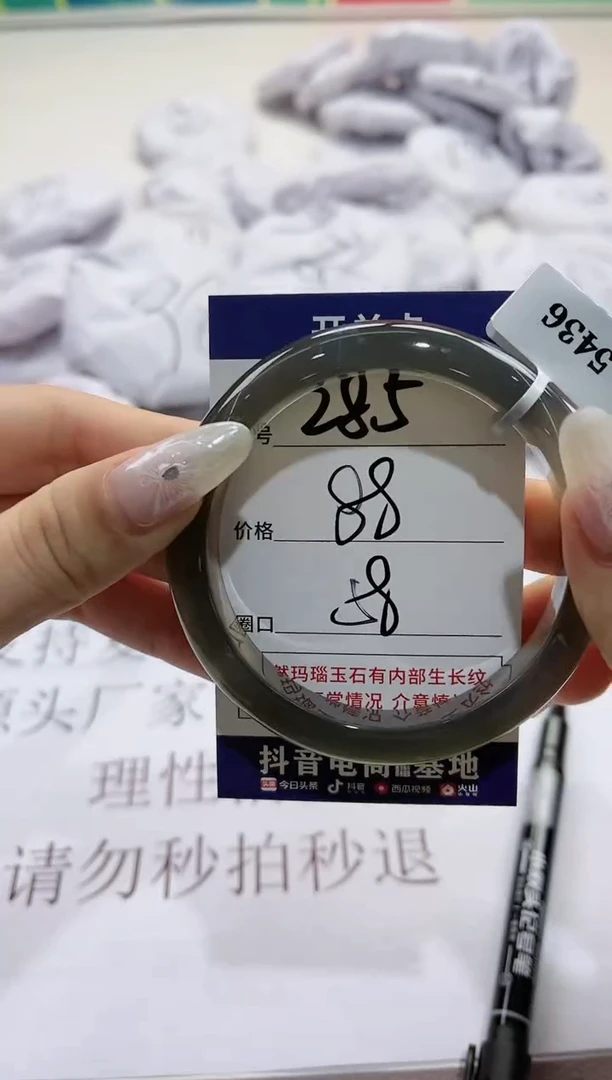 5436
号 285
价格 88
圈口 58
然玛瑙玉石有内部生长纹
常情况 介意慎
抖音电商 基地
今日头条 抖音 西瓜视频 火山
源头厂家
理性
请勿秒拍秒退